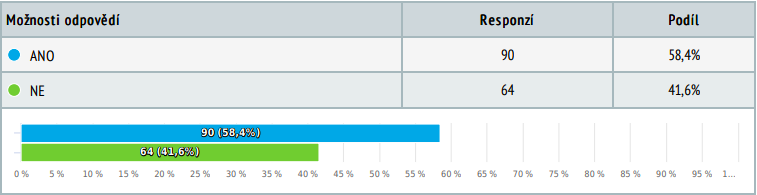 Možnosti odpovědí Responzí Podíl
ANO 90 58,4%
NE 64 41,6%
90 (58,4%)
64 (41,6%)
0 % 5 % 10 % 15 % 20 % 25 % 30 % 35 % 40 % 45 % 50 % 55 % 60 % 65 % 70 % 75 % 80 % 85 % 90 % 95 % 1...